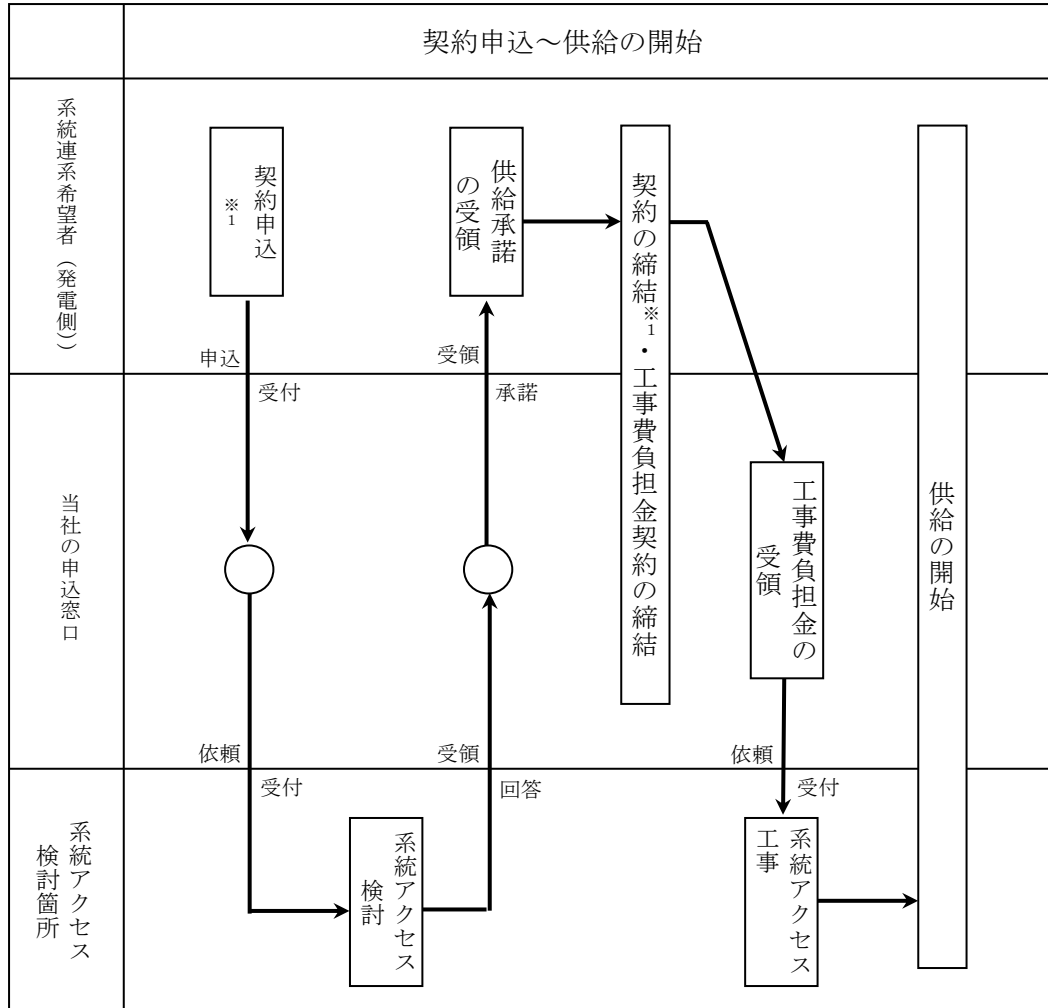 契約申込～供給の開始
系統連系希望者（発電側））
契約申込
※1
供給承諾
の受領
契約の締結※1・工事費負担金契約の締結
申込
受領
受付
承諾
当社の申込窓口
工事費負担金の
受領
供給の開始
依頼
受領
依頼
受付
回答
受付
系統アクセス
検討箇所
系統アクセス
検討
系統アクセス
工事